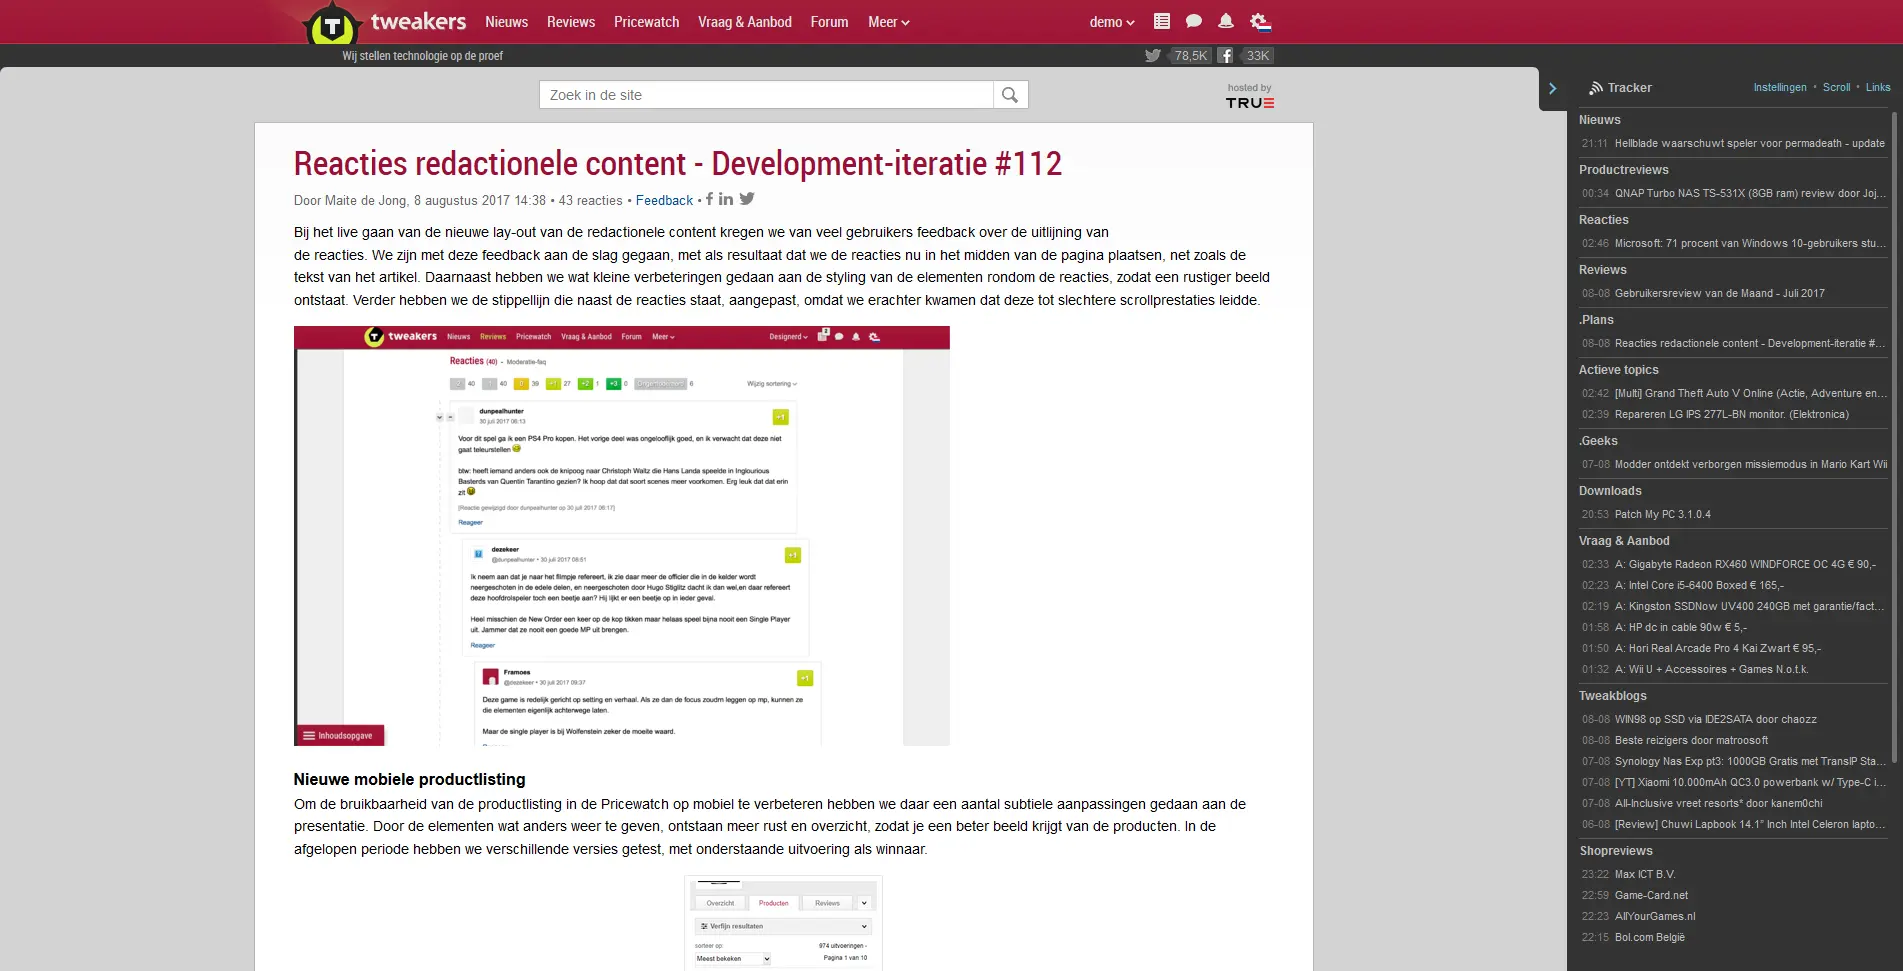 tweakers Nieuws Reviews Pricewatch Vraag & Aanbod Forum Meer demo
Wij stellen technologie op de proef 78,5K 33K
Zoek in de site
hosted by
TRUE
Reacties redactionele content - Development-iteratie #112
Door Maite de Jong, 8 augustus 2017 14:38 • 43 reacties • Feedback •
Bij het live gaan van de nieuwe lay-out van de redactionele content kregen we van veel gebruikers feedback over de uitlijning van
de reacties. We zijn met deze feedback aan de slag gegaan, met als resultaat dat we de reacties nu in het midden van de pagina plaatsen, net zoals de
tekst van het artikel. Daarnaast hebben we wat kleine verbeteringen gedaan aan de styling van de elementen rondom de reacties, zodat een rustiger beeld
ontstaat. Verder hebben we de stippellijn die naast de reacties staat, aangepast, omdat we erachter kwamen dat deze tot slechtere scrollprestaties leidde.
tweakers Nieuws Reviews Pricewatch Vraag & Aanbod Forum Meer Designerd
Reacties (40) - Moderatie-faq
40 40 0 39 +1 27 +2 1 +3 0 6 Wijzig sortering
dunpealhunter
30 juli 2017 06:13
+1
Voor dit spel ga ik een PS4 Pro kopen. Het vorige deel was ongelooflijk goed, en ik verwacht dat deze niet
gaat teleurstellen
btw: heeft iemand anders ook de knipoog naar Christoph Waltz die Hans Landa speelde in Inglourious
Basterds van Quentin Tarantino gezien? Ik hoop dat dat soort scenes meer voorkomen. Erg leuk dat dat erin
zit
[Reactie gewijzigd door dunpealhunter op 30 juli 2017 06:17]
Reageer
dezekeer
@dunpealhunter • 30 juli 2017 08:51
+1
Ik neem aan dat je naar het filmpje refereert, ik zie daar meer de officier die in de kelder wordt
neergeschoten in de edele delen, en neergeschoten door Hugo Stiglitz dacht ik dan wel,en daar refereert
deze hoofdrolspeler toch een beetje aan? Hij lijkt er een beetje op in ieder geval.
Heel misschien de New Order een keer op de kop tikken maar helaas speel bijna nooit een Single Player
uit. Jammer dat ze nooit een goede MP uit brengen.
Reageer
Framoes
@dezekeer • 30 juli 2017 09:37
+1
Deze game is redelijk gericht op setting en verhaal. Als ze dan de focus zoudm leggen op mp, kunnen ze
die elementen eigenlijk achterwege laten.
Maar de single player is bij Wolfenstein zeker de moeite waard.
Inhoudsopgave
Nieuwe mobiele productlisting
Om de bruikbaarheid van de productlisting in de Pricewatch op mobiel te verbeteren hebben we daar een aantal subtiele aanpassingen gedaan aan de
presentatie. Door de elementen wat anders weer te geven, ontstaan meer rust en overzicht, zodat je een beter beeld krijgt van de producten. In de
afgelopen periode hebben we verschillende versies getest, met onderstaande uitvoering als winnaar.
Overzicht Producten Reviews
Verfijn resultaten
sorteer op: 974 uitvoeringen -
Meest bekeken Pagina 1 van 10
Tracker Instellingen • Scroll • Links
Nieuws
21:11 Hellblade waarschuwt speler voor permadeath - update
Productreviews
00:34 QNAP Turbo NAS TS-531X (8GB ram) review door Joj...
Reacties
02:46 Microsoft: 71 procent van Windows 10-gebruikers stu...
Reviews
08-08 Gebruikersreview van de Maand - Juli 2017
.Plans
08-08 Reacties redactionele content - Development-iteratie #...
Actieve topics
02:42 [Multi] Grand Theft Auto V Online (Actie, Adventure en...
02:39 Repareren LG IPS 277L-BN monitor. (Elektronica)
.Geeks
07-08 Modder ontdekt verborgen missiemodus in Mario Kart Wii
Downloads
20:53 Patch My PC 3.1.0.4
Vraag & Aanbod
02:33 A: Gigabyte Radeon RX460 WINDFORCE OC 4G € 90,-
02:23 A: Intel Core i5-6400 Boxed € 165,-
02:19 A: Kingston SSDNow UV400 240GB met garantie/fact...
01:58 A: HP dc in cable 90w € 5,-
01:50 A: Hori Real Arcade Pro 4 Kai Zwart € 95,-
01:32 A: Wii U + Accessoires + Games N.o.t.k.
Tweakblogs
08-08 WIN98 op SSD via IDE2SATA door chaozz
08-08 Beste reizigers door matroosoft
07-08 Synology Nas Exp pt3: 1000GB Gratis met TransIP Sta...
07-08 [YT] Xiaomi 10.000mAh QC3.0 powerbank w/ Type-C i...
07-08 All-Inclusive vreet resorts* door kanem0chi
06-08 [Review] Chuwi Lapbook 14.1" Inch Intel Celeron lapto...
Shopreviews
23:22 Max ICT B.V.
22:59 Game-Card.net
22:23 AllYourGames.nl
22:15 Bol.com België